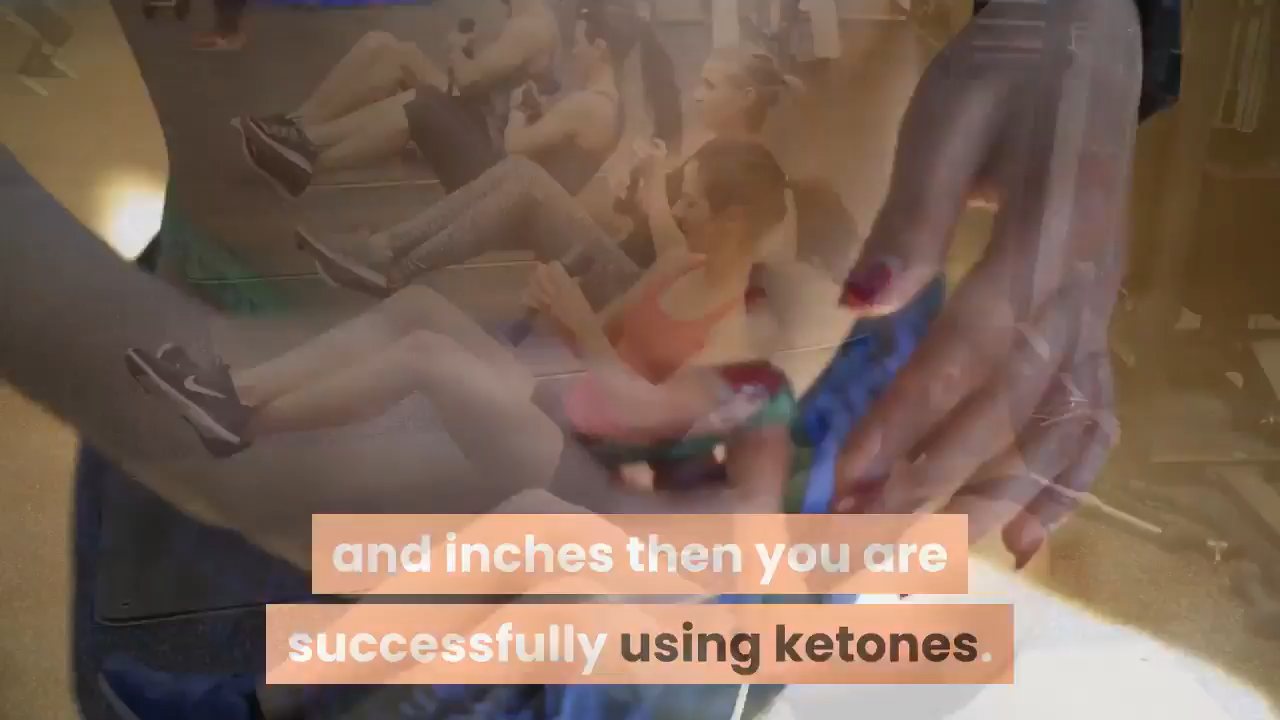 and inches then you are
successfully using ketones.